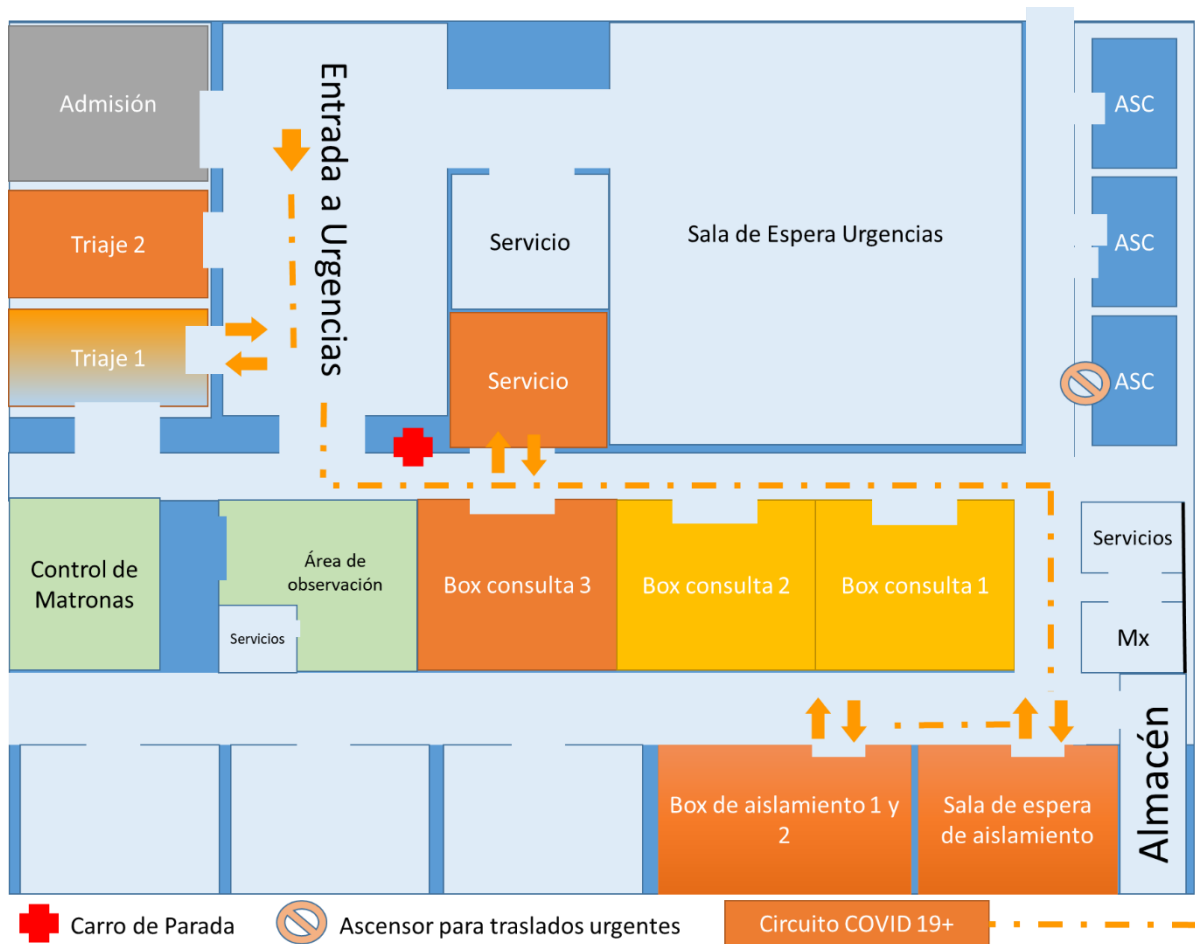 Admisión
Triaje 2
Triaje 1
Entrada a Urgencias
Servicio
Servicio
Sala de Espera Urgencias
ASC
ASC
ASC
Control de
Matronas
Área de
observación
Servicios
Box consulta 3
Box consulta 2
Box consulta 1
Servicios
Mx
Almacén
Box de aislamiento 1 y
2
Sala de espera
de aislamiento
Carro de Parada
Ascensor para traslados urgentes
Circuito COVID 19+